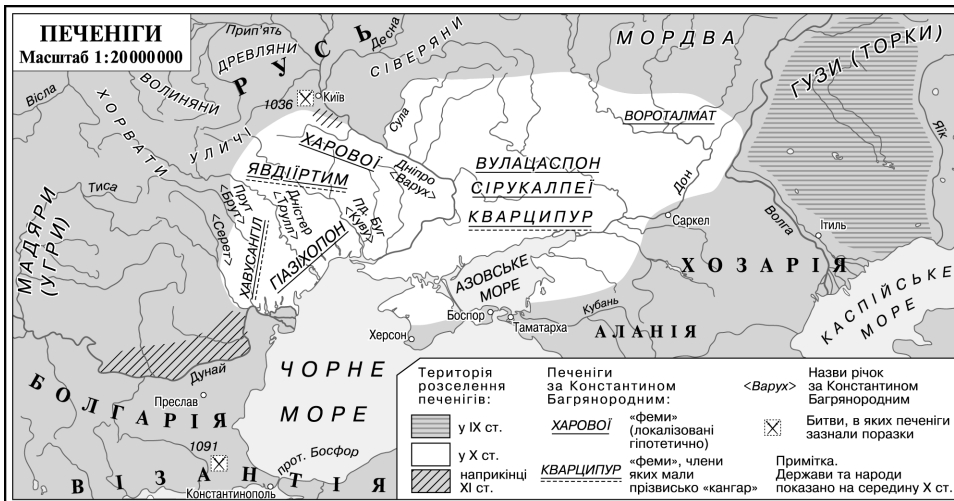 ПЕЧЕНІГИ
Масштаб 1:20000000
Прип'ять
ДРЕВЛЯНИ
РУСЬ
Десна
СІВЕРЯНИ
МОРДВА
ГУЗИ (ТОРКИ)
Вісла
ВОЛИНЯНИ
ХОРВАТИ
1036
Київ
УЛИЧІ
Сула
ВОРОТАЛМАТ
Яїк
ХАРОВОЇ
ЯВДІЇРТИМ
Дніпро
<Варух>
ВУЛАЦАСПОН
СІРУКАЛПЕЇ
КВАРЦИПУР
Дон
Тиса
Прут
<Брут>
<Серет>
Дністер
<Трулл>
Пд. Буг
<Куву>
ХАВУСАНГІЛ
ГІАЗІХОПОН
Саркел
Волга
Ітиль
МАДЯРИ
(УГРИ)
ХОЗАРІЯ
АЗОВСЬКЕ
МОРЕ
Боспор
Таматарха
Кубань
Херсон
АЛАНІЯ
КАСПІЙСЬКЕ
МОРЕ
ЧОРНЕ
МОРЕ
Дунай
Преслав
БОЛГАРІЯ
1091
прот. Босфор
ВІЗАНТІЯ
Константинополь
Територія
розселення
печенігів:
у IX ст.
у X ст.
наприкінці
XI ст.
Печеніги
за Константином
Багрянородним:
ХАРОВОЇ
«феми»
(локалізовані
гіпотетично)
КВАРЦИПУР
«феми», члени
яких мали
прізвисько «кангар»
<Варух>
Назви річок
за Константином
Багрянородним
Битви, в яких печеніги
зазнали поразки
Примітка.
Держави та народи
показано на середину X ст.